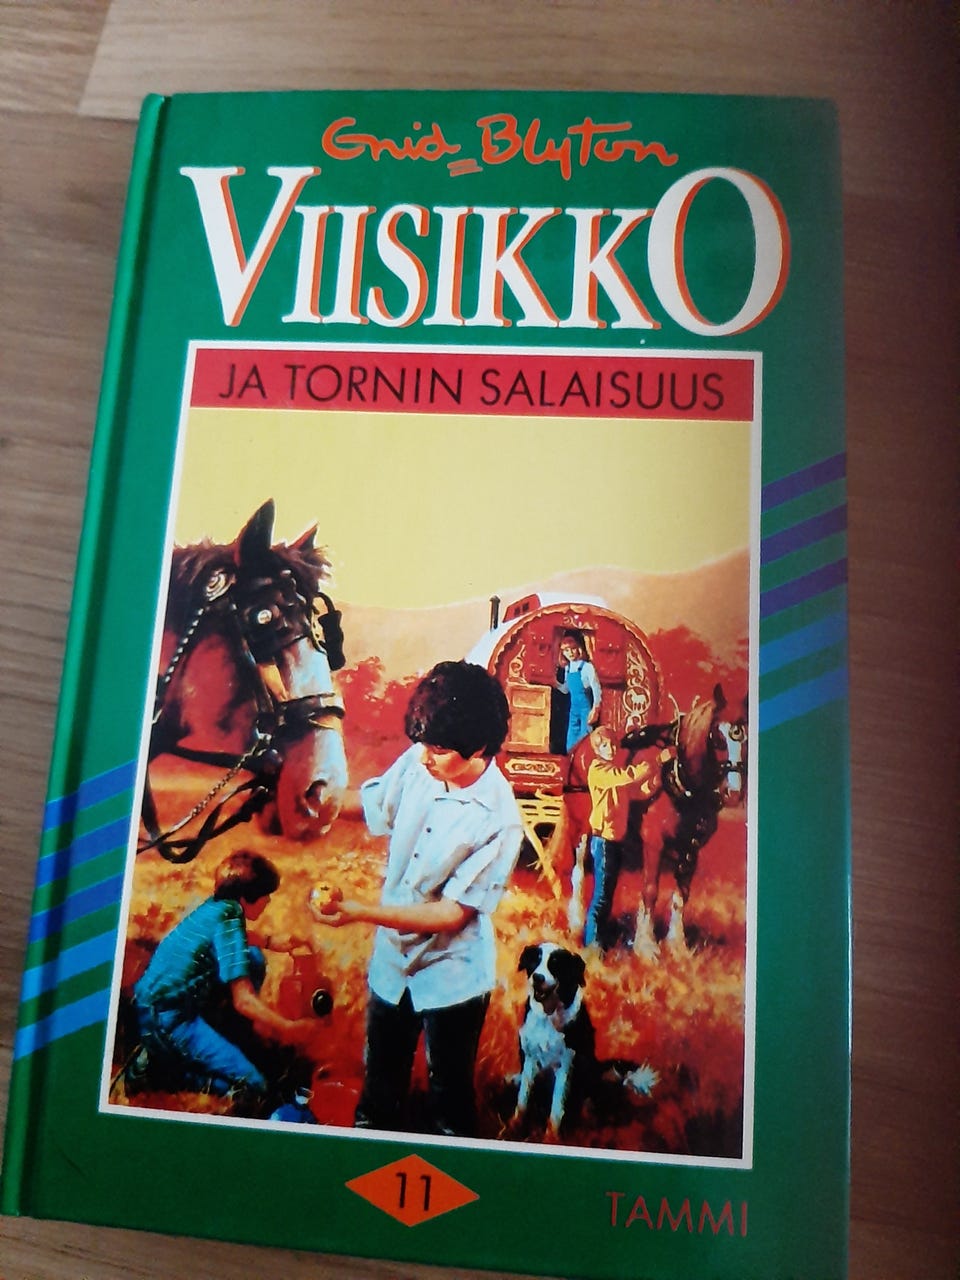 Enid Blyton
VIISIKKO
JA TORNIN SALAISUUS
11
TAMMI